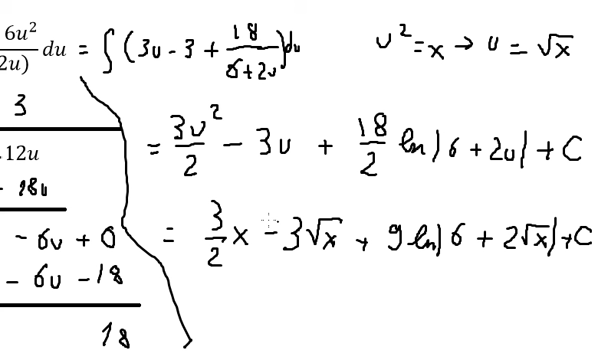 6u²
2u) du = ∫(3u - 3 + 18/(6+2u))du u² = x → u = √x
3
12u = 3u²/2 - 3u + 18/2 ln|6 + 2u| + C
18u
- 6u + 0 = 3/2 x - 3√x + 9 ln|6 + 2√x| + C
- 6u - 18
18